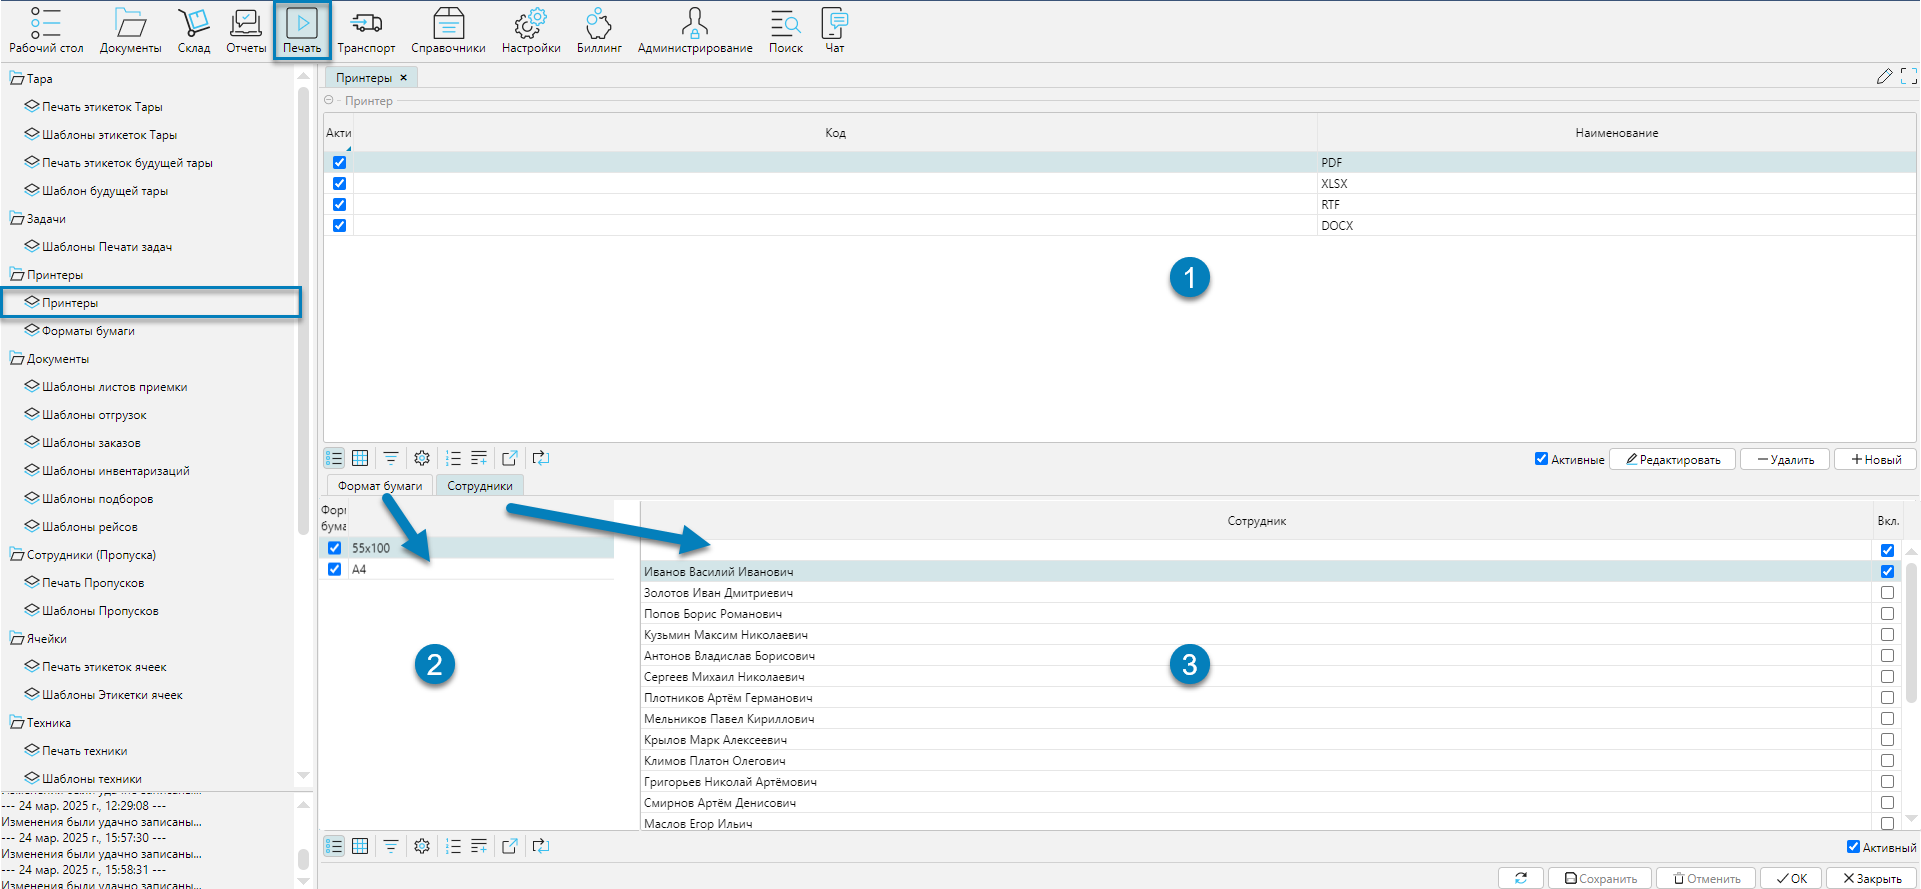 Рабочий стол
Документы
Склад
Отчеты
Печать
Транспорт
Справочники
Настройки
Биллинг
Администрирование
Поиск
Чат
Тара
Печать этикеток Тары
Шаблоны этикеток Тары
Печать этикеток будущей тары
Шаблон будущей тары
Задачи
Шаблоны Печати задач
Принтеры
Принтеры
Форматы бумаги
Документы
Шаблоны листов приемки
Шаблоны отгрузок
Шаблоны заказов
Шаблоны инвентаризаций
Шаблоны подборов
Шаблоны рейсов
Сотрудники (Пропуска)
Печать Пропусков
Шаблоны Пропусков
Ячейки
Печать этикеток ячеек
Шаблоны Этикетки ячеек
Техника
Печать техники
Шаблоны техники
Изменения были удачно записаны...
--- 24 мар. 2025 г., 12:29:08 ---
Изменения были удачно записаны...
--- 24 мар. 2025 г., 15:57:30 ---
Изменения были удачно записаны...
--- 24 мар. 2025 г., 15:58:31 ---
Изменения были удачно записаны...
Принтеры ×
Принтер
Акти Код Наименование
PDF
XLSX
RTF
DOCX
1
Активные Редактировать Удалить Новый
Формат бумаги Сотрудники
Фор
бума
55x100
A4
2
Сотрудник Вкл.
Иванов Василий Иванович
Золотов Иван Дмитриевич
Попов Борис Романович
Кузьмин Максим Николаевич
Антонов Владислав Борисович
Сергеев Михаил Николаевич
Плотников Артём Германович
Мельников Павел Кириллович
Крылов Марк Алексеевич
Климов Платон Олегович
Григорьев Николай Артёмович
Смирнов Артём Денисович
Маслов Егор Ильич
3
Активный
Сохранить Отменить OK Закрыть